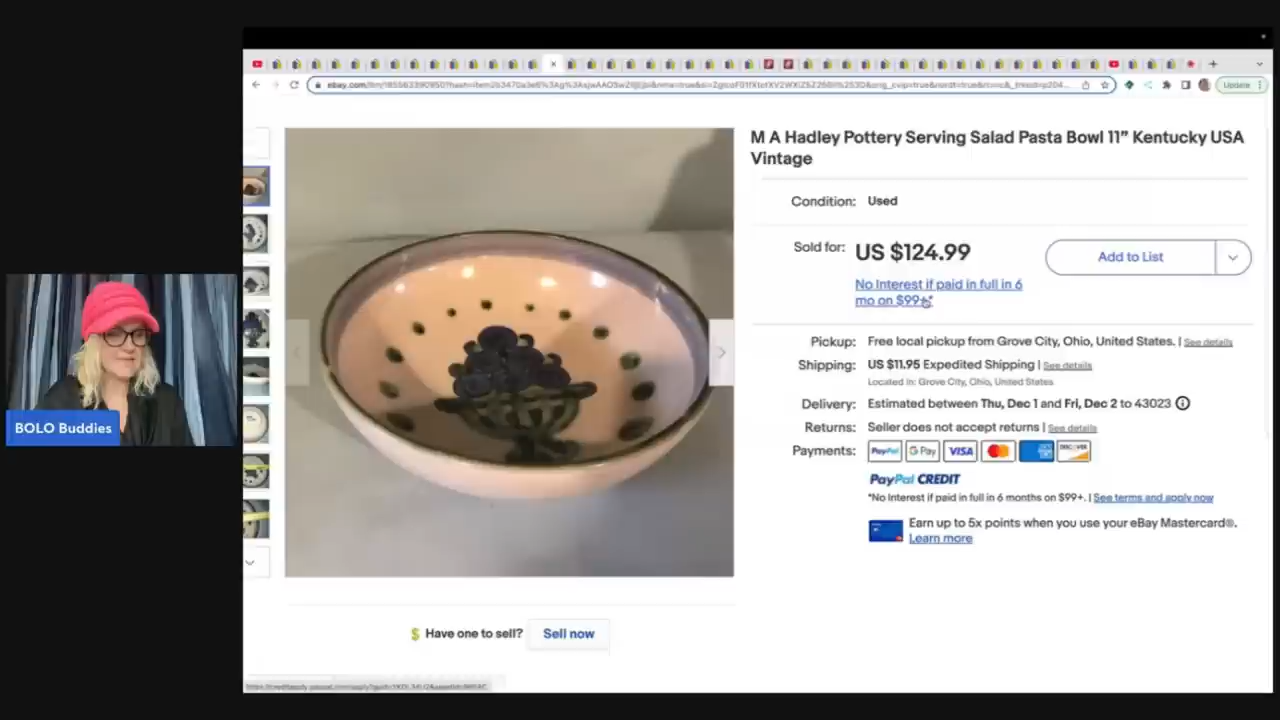 Update
M A Hadley Pottery Serving Salad Pasta Bowl 11” Kentucky USA
Vintage
Condition: Used
Sold for: US $124.99
Add to List
No Interest if paid in full in 6
mo on $99+*
Pickup: Free local pickup from Grove City, Ohio, United States. | See details
Shipping: US $11.95 Expedited Shipping | See details
Located in: Grove City, Ohio, United States
Delivery: Estimated between Thu, Dec 1 and Fri, Dec 2 to 43023
Returns: Seller does not accept returns | See details
Payments: PayPal G Pay VISA DISCOVER
PayPal CREDIT
*No Interest if paid in full in 6 months on $99+. | See terms and apply now
Earn up to 5x points when you use your eBay Mastercard®.
Learn more
BOLO Buddies
$ Have one to sell? Sell now